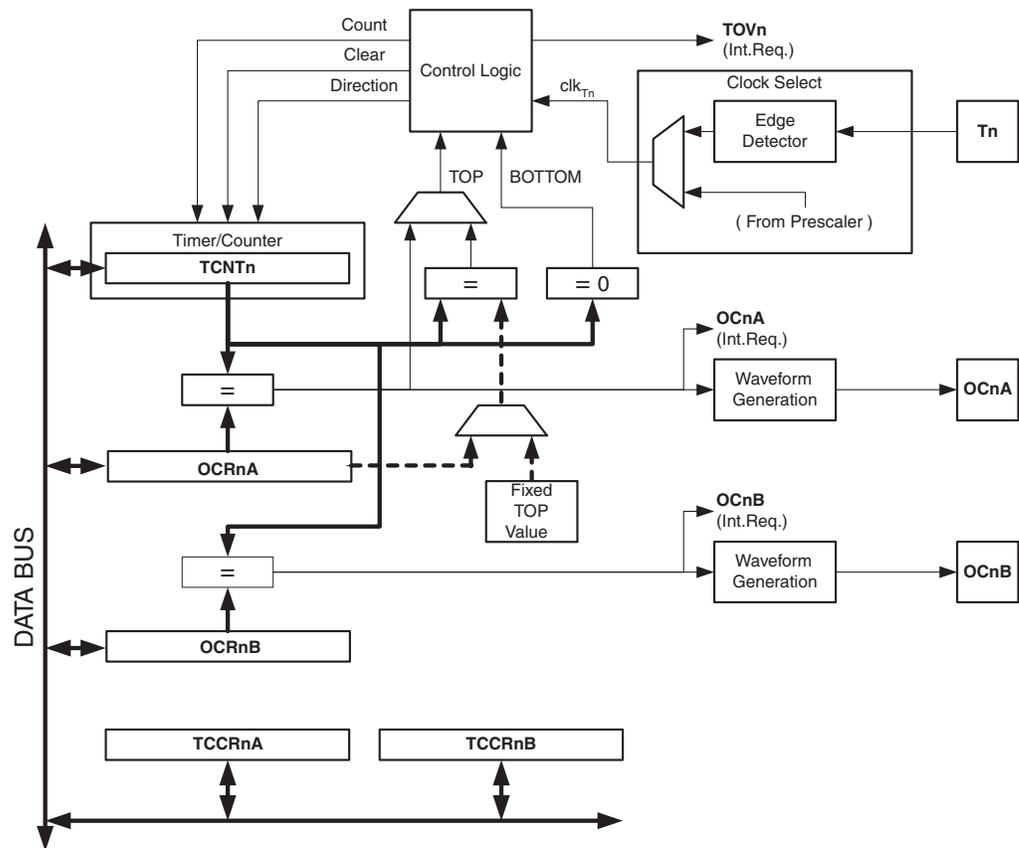 Count
Clear
Direction
Control Logic
TOVn
(Int.Req.)
clkTn
Clock Select
Edge
Detector
Tn
( From Prescaler )
TOP
BOTTOM
Timer/Counter
TCNTn
=
= 0
OCnA
(Int.Req.)
=
Waveform
Generation
OCnA
OCRnA
Fixed
TOP
Value
OCnB
(Int.Req.)
=
Waveform
Generation
OCnB
OCRnB
TCCRnA
TCCRnB
DATA BUS